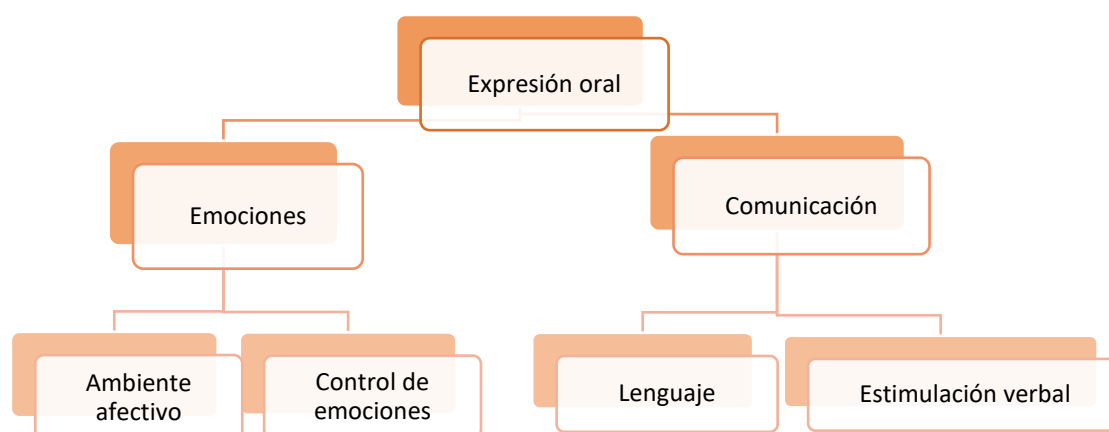 Expresión oral
Emociones
Comunicación
Ambiente
afectivo
Control de
emociones
Lenguaje
Estimulación verbal